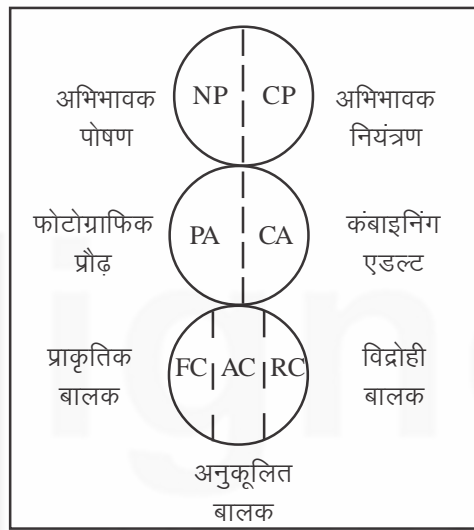 अभिभावक
पोषण
NP
CP
अभिभावक
नियंत्रण
फोटोग्राफिक
प्रौढ़
PA
CA
कंबाइनिंग
एडल्ट
प्राकृतिक
बालक
FC
AC
RC
विद्रोही
बालक
अनुकूलित
बालक